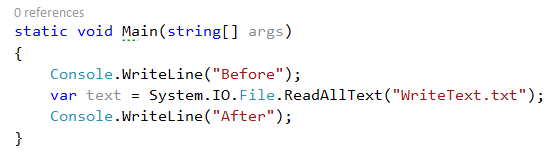 0 references
static void Main(string[] args)
{
    Console.WriteLine("Before");
    var text = System.IO.File.ReadAllText("WriteText.txt");
    Console.WriteLine("After");
}